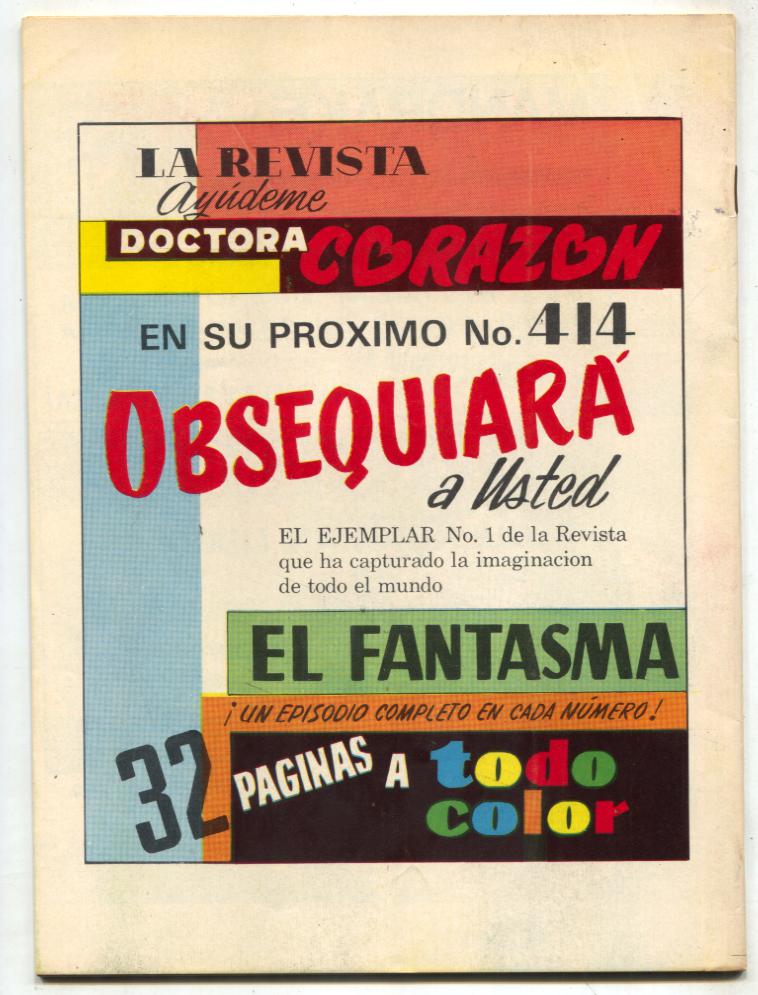 LA REVISTA
Ayúdeme
DOCTORA CORAZON
EN SU PROXIMO No. 414
OBSEQUIARÁ
a Usted
EL EJEMPLAR No. 1 de la Revista
que ha capturado la imaginacion
de todo el mundo
EL FANTASMA
¡UN EPISODIO COMPLETO EN CADA NÚMERO!
32 PAGINAS A todo
color